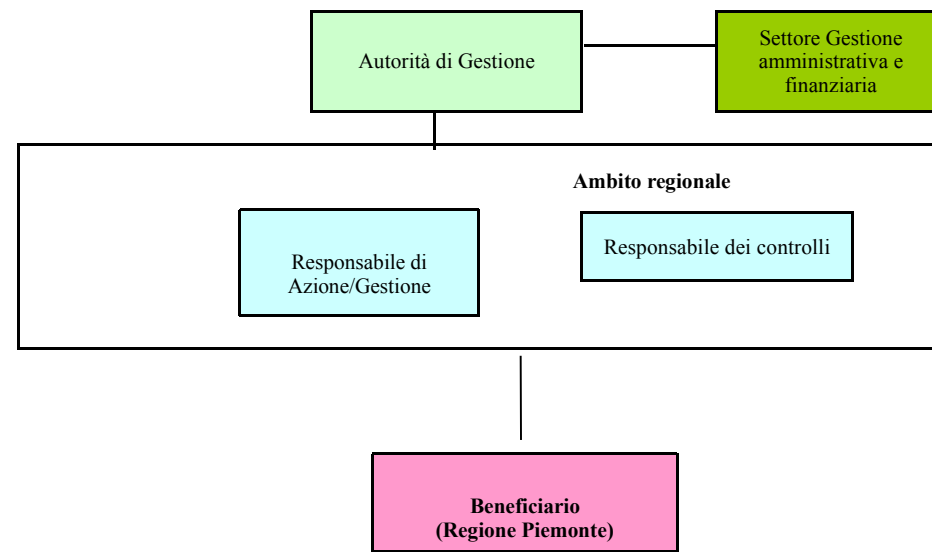 Autorità di Gestione
Settore Gestione
amministrativa e
finanziaria
Ambito regionale
Responsabile di
Azione/Gestione
Responsabile dei controlli
Beneficiario
(Regione Piemonte)